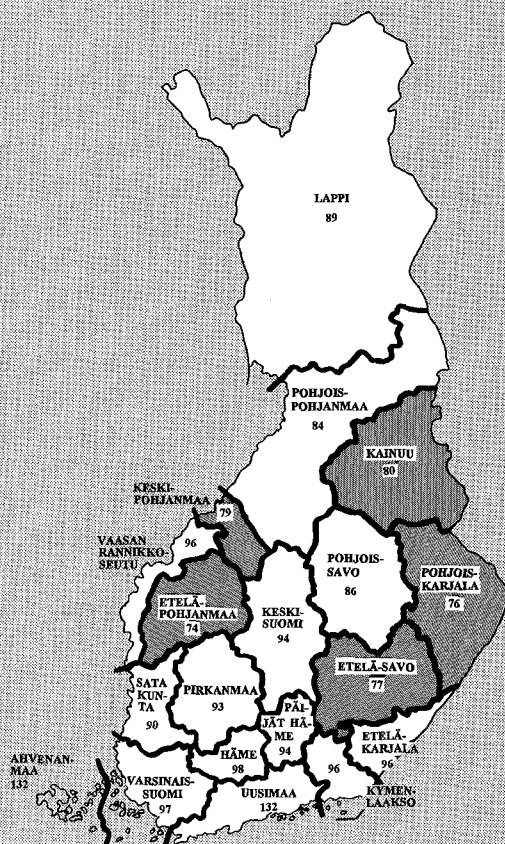 LAPPI
89
POHJOIS-
POHJANMAA
84
KAINUU
80
KESKI-
POHJANMAA
79
VAASAN
RANNIKKO-
SEUTU
96
POHJOIS-
SAVO
86
POHJOIS-
KARJALA
76
ETELÄ-
POHJANMAA
74
KESKI-
SUOMI
94
ETELÄ-SAVO
77
SATA
KUN-
TA
90
PIRKANMAA
93
PÄI-
JÄT HÄ-
ME
94
ETELÄ-
KARJALA
96
HÄME
98
96
KYMEN-
LAAKSO
AHVENAN-
MAA
132
VARSINAIS-
SUOMI
97
UUSIMAA
132